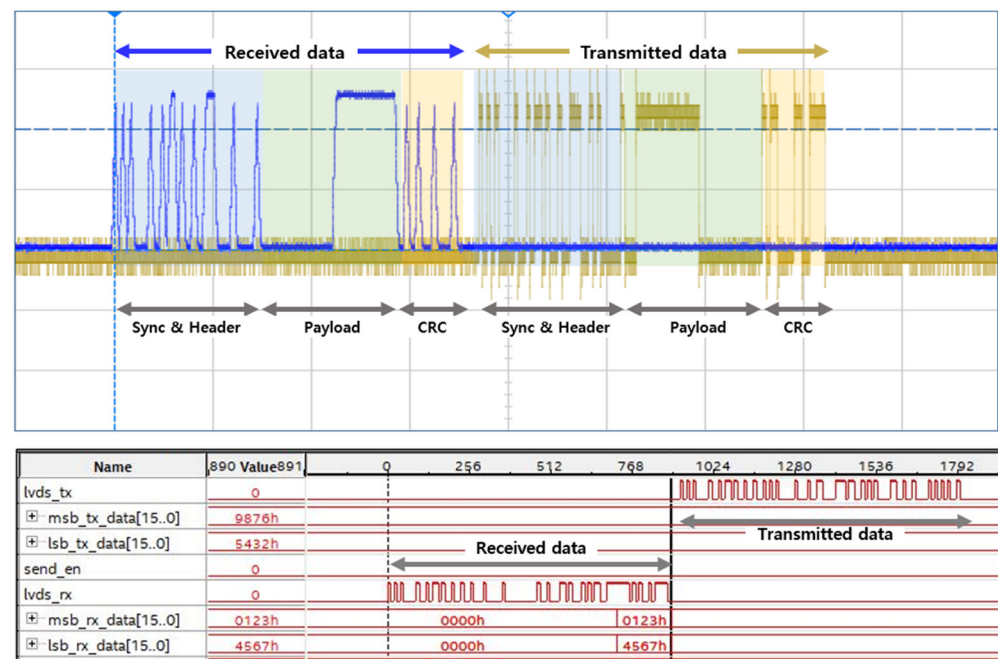 Received data Transmitted data
Sync & Header Payload CRC Sync & Header Payload CRC
Name 890 Value891 0 256 512 768 1024 1280 1536 1792
lvds_tx 0
msb_tx_data[15..0] 9876h
lsb_tx_data[15..0] 5432h Transmitted data
send_en 0 Received data
lvds_rx 0
msb_rx_data[15..0] 0123h 0000h 0123h
lsb_rx_data[15..0] 4567h 0000h 4567h